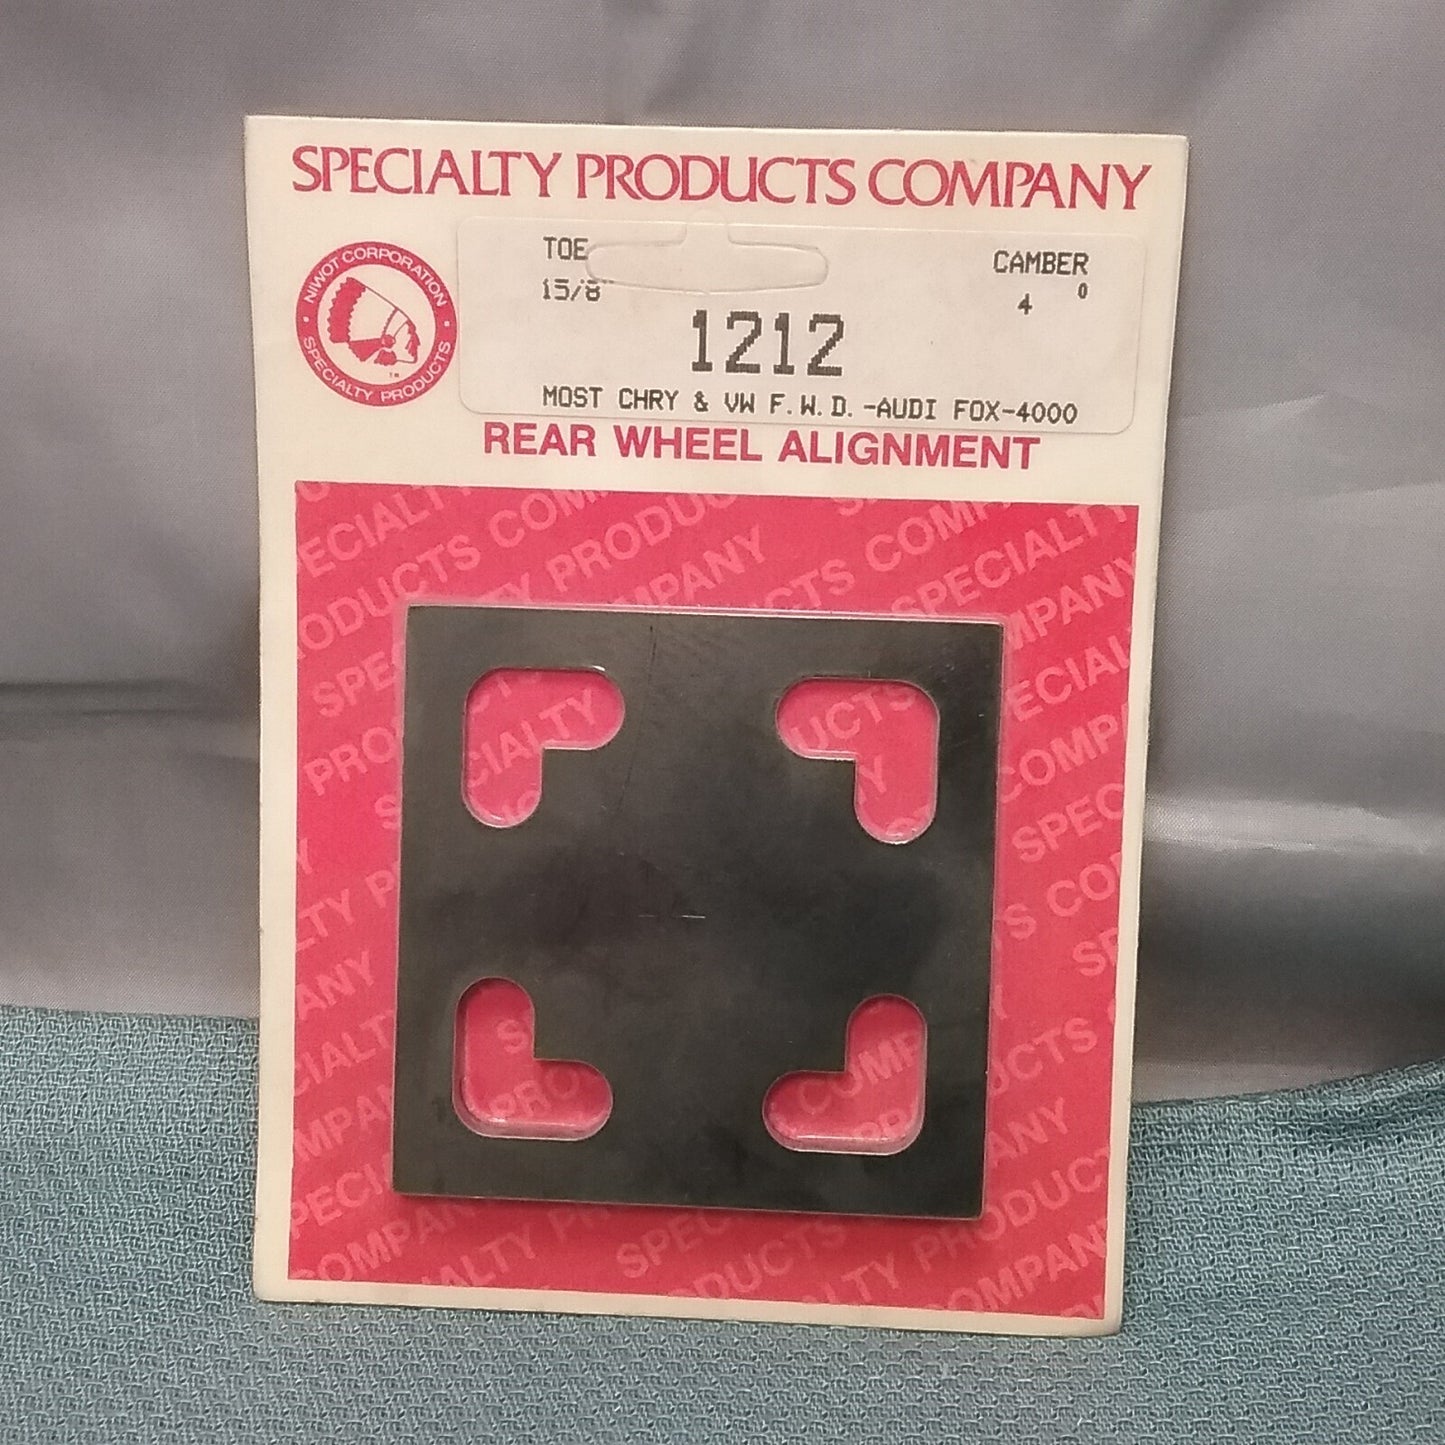 SPECIALTY PRODUCTS COMPANY
NIWOT CORPORATION
SPECIALTY PRODUCTS
TM
TOE
15/8"
CAMBER
4 0
1212
MOST CHRY & VW F.W.D.-AUDI FOX-4000
REAR WHEEL ALIGNMENT